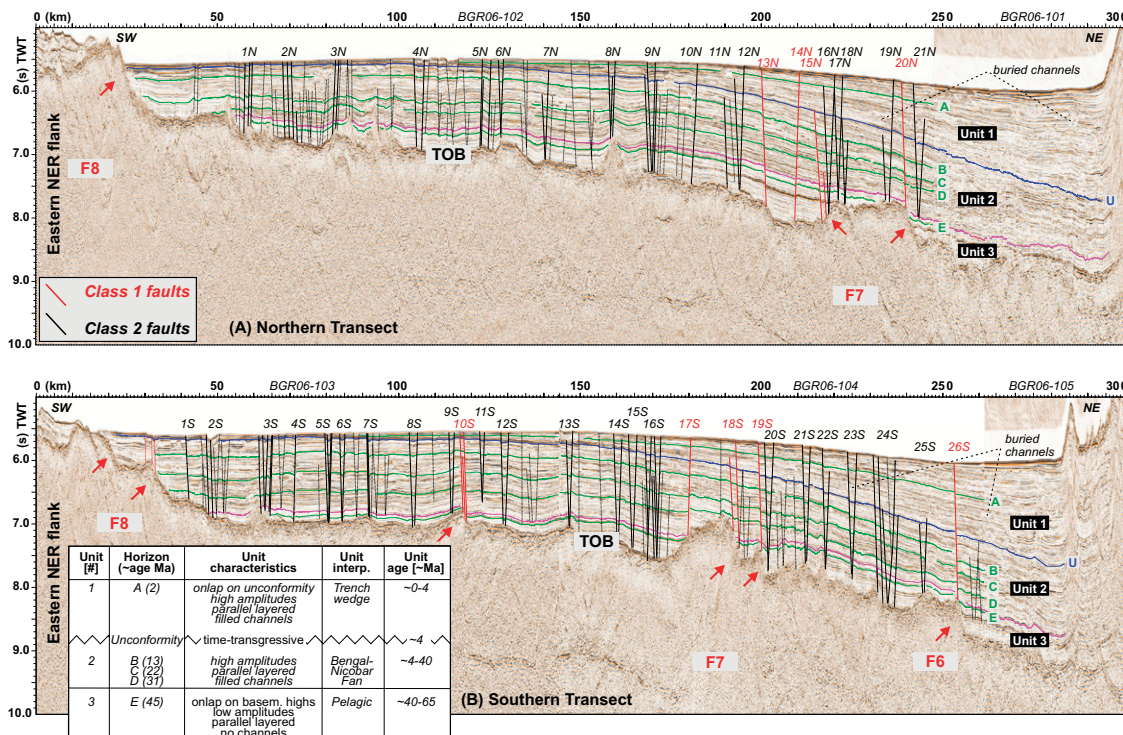 0 (km) 50 100 BGR06-102 150 200 250 BGR06-101 300
SW NE
(s) TWT
1N 2N 3N 4N 5N 6N 7N 8N 9N 10N 11N 12N 13N 14N 15N 16N 17N 18N 19N 20N 21N
buried channels
6.0
7.0
8.0
9.0
10.0
Eastern NER flank
F8
TOB
F7
A
B
C
D
E
U
Unit 1
Unit 2
Unit 3
Class 1 faults
Class 2 faults
(A) Northern Transect
0 (km) 50 BGR06-103 100 150 200 BGR06-104 250 BGR06-105 300
SW NE
(s) TWT
1S 2S 3S 4S 5S 6S 7S 8S 9S 10S 11S 12S 13S 14S 15S 16S 17S 18S 19S 20S 21S 22S 23S 24S 25S 26S
buried
channels
6.0
7.0
8.0
9.0
10.0
Eastern NER flank
F8
TOB
F7
F6
A
B
C
D
E
U
Unit 1
Unit 2
Unit 3
(B) Southern Transect
Unit Horizon Unit Unit Unit
[#] (~age Ma) characteristics interp. age [~Ma]
1 A (2) onlap on unconformity Trench ~0-4
high amplitudes wedge
parallel layered
filled channels
Unconformity time-transgressive ~4
2 B (13) high amplitudes Bengal- ~4-40
C (22) parallel layered Nicobar
D (31) filled channels Fan
3 E (45) onlap on basem. highs Pelagic ~40-65
low amplitudes
parallel layered
no channels